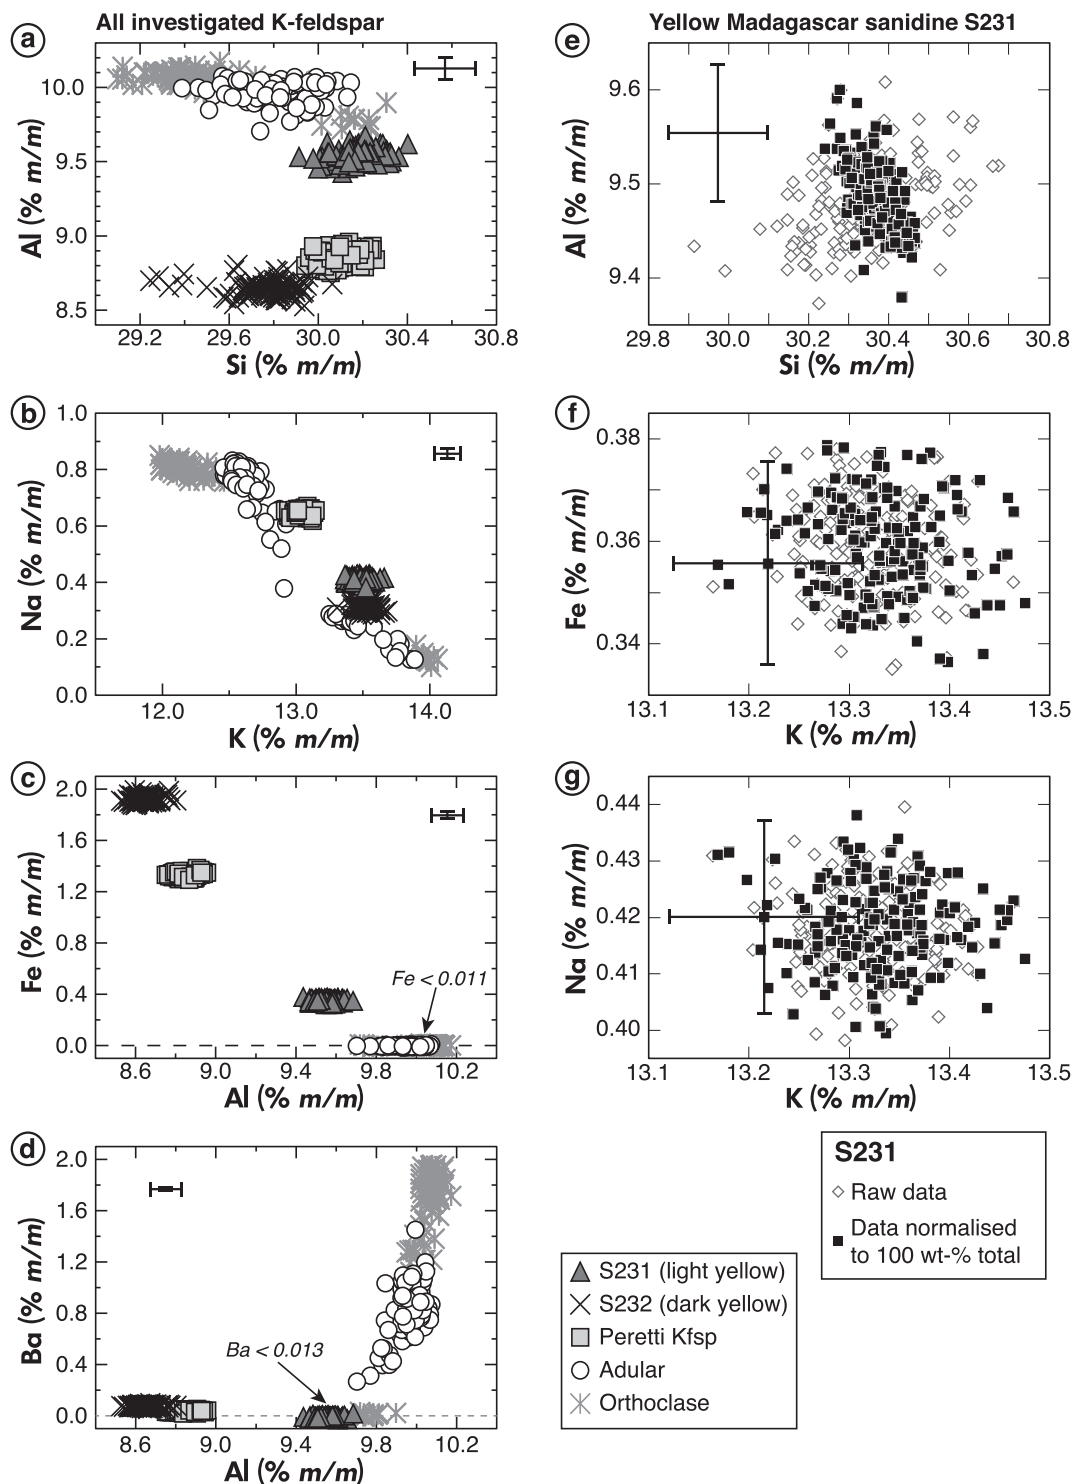 All investigated K-feldspar
a
10.0
9.5
9.0
8.5
Al (% m/m)
29.2 29.6 30.0 30.4 30.8
Si (% m/m)
b
1.0
0.8
0.6
0.4
0.2
0.0
Na (% m/m)
12.0 13.0 14.0
K (% m/m)
c
2.0
1.6
1.2
0.8
0.4
0.0
Fe (% m/m)
Fe < 0.011
8.6 9.0 9.4 9.8 10.2
Al (% m/m)
d
2.0
1.6
1.2
0.8
0.4
0.0
Ba (% m/m)
Ba < 0.013
8.6 9.0 9.4 9.8 10.2
Al (% m/m)
Yellow Madagascar sanidine S231
e
9.6
9.5
9.4
Al (% m/m)
29.8 30.0 30.2 30.4 30.6 30.8
Si (% m/m)
f
0.38
0.36
0.34
Fe (% m/m)
13.1 13.2 13.3 13.4 13.5
K (% m/m)
g
0.44
0.43
0.42
0.41
0.40
Na (% m/m)
13.1 13.2 13.3 13.4 13.5
K (% m/m)
S231
Raw data
Data normalised
to 100 wt-% total
S231 (light yellow)
S232 (dark yellow)
Peretti Kfsp
Adular
Orthoclase